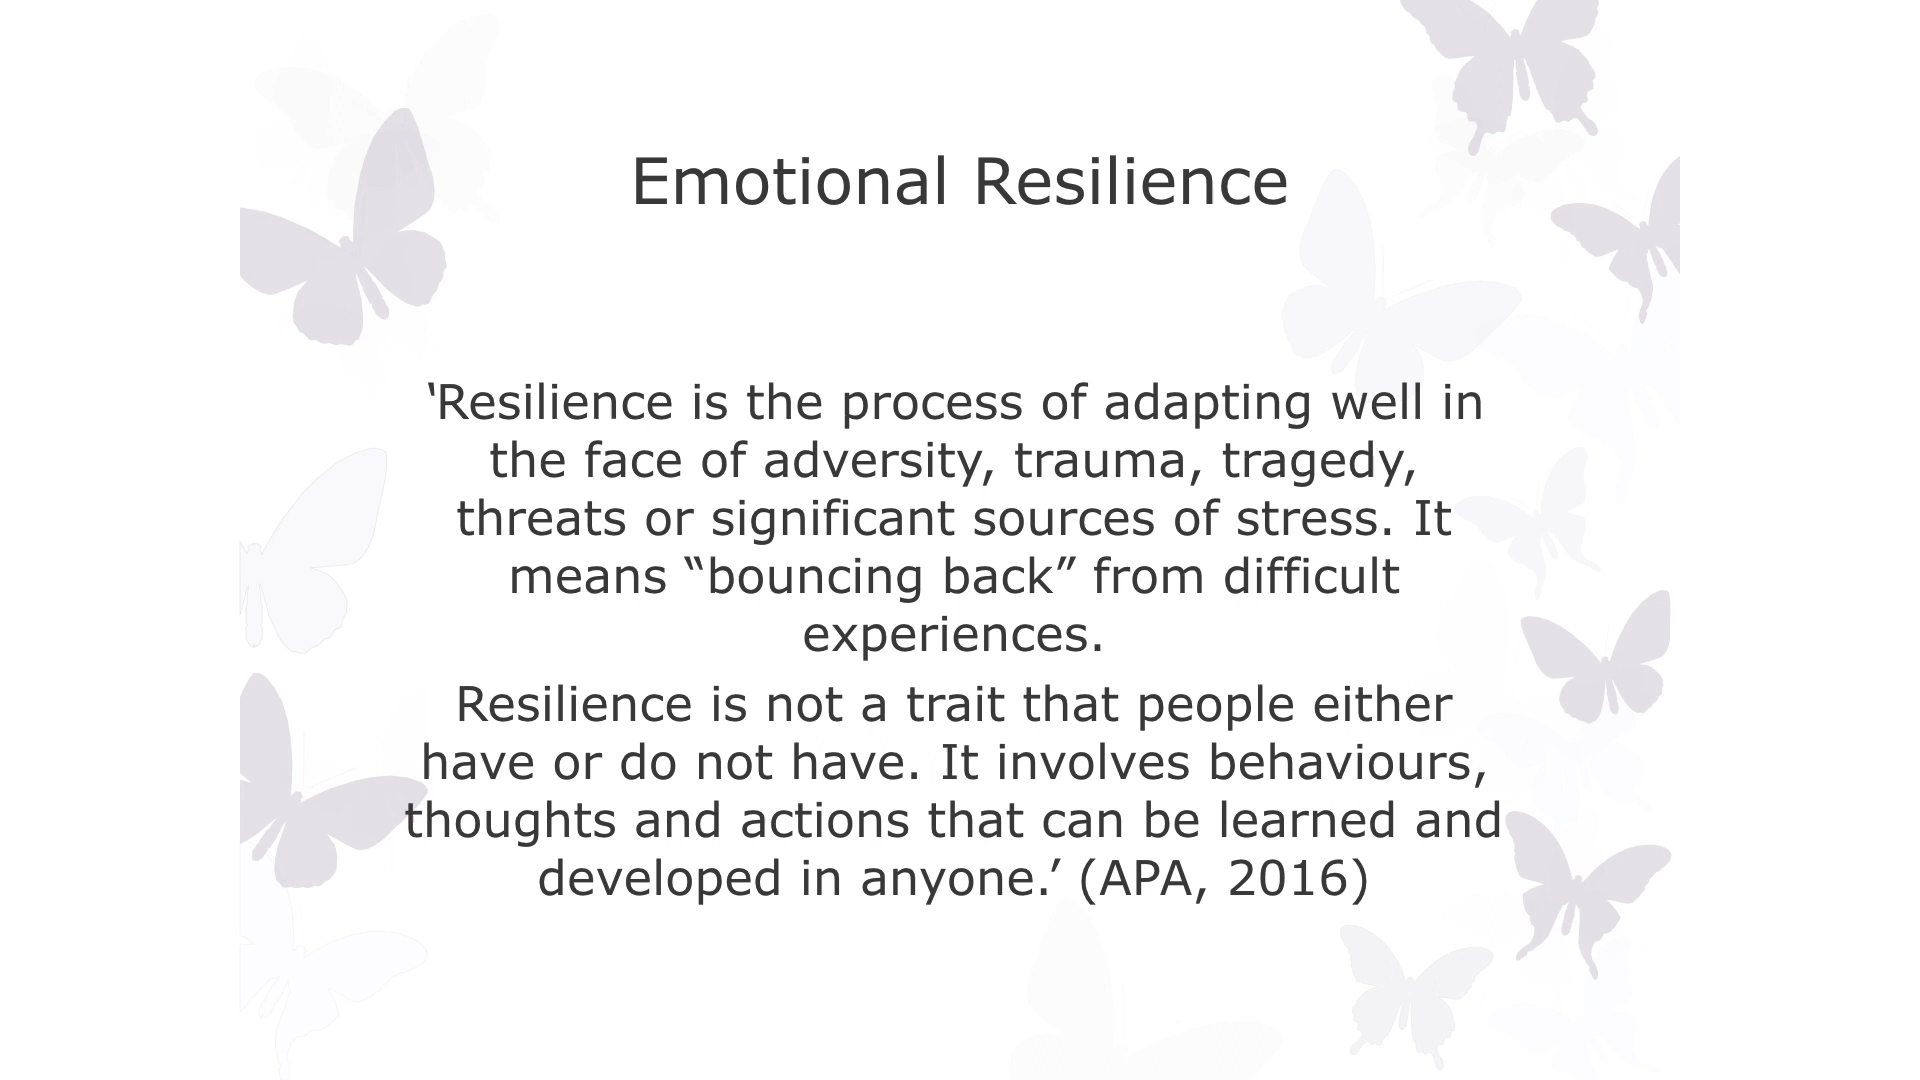 Emotional Resilience
‘Resilience is the process of adapting well in
the face of adversity, trauma, tragedy,
threats or significant sources of stress. It
means “bouncing back” from difficult
experiences.
Resilience is not a trait that people either
have or do not have. It involves behaviours,
thoughts and actions that can be learned and
developed in anyone.’ (APA, 2016)